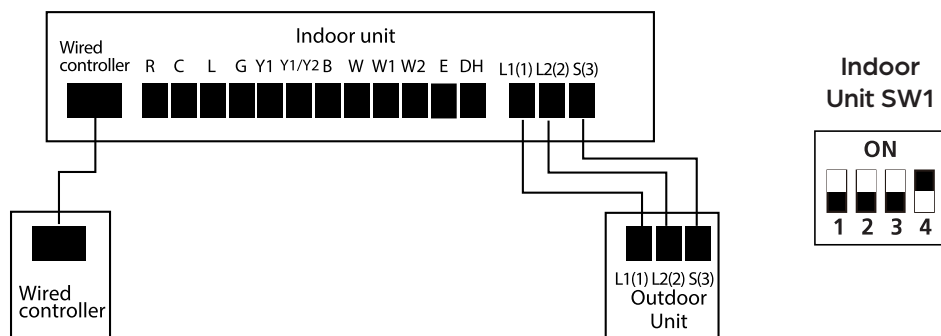 Indoor unit
Wired
controller
R C L G Y1 Y1/Y2 B W W1 W2 E DH L1(1) L2(2) S(3)
Wired
controller
L1(1) L2(2) S(3)
Outdoor
Unit
Indoor
Unit SW1
ON
1 2 3 4